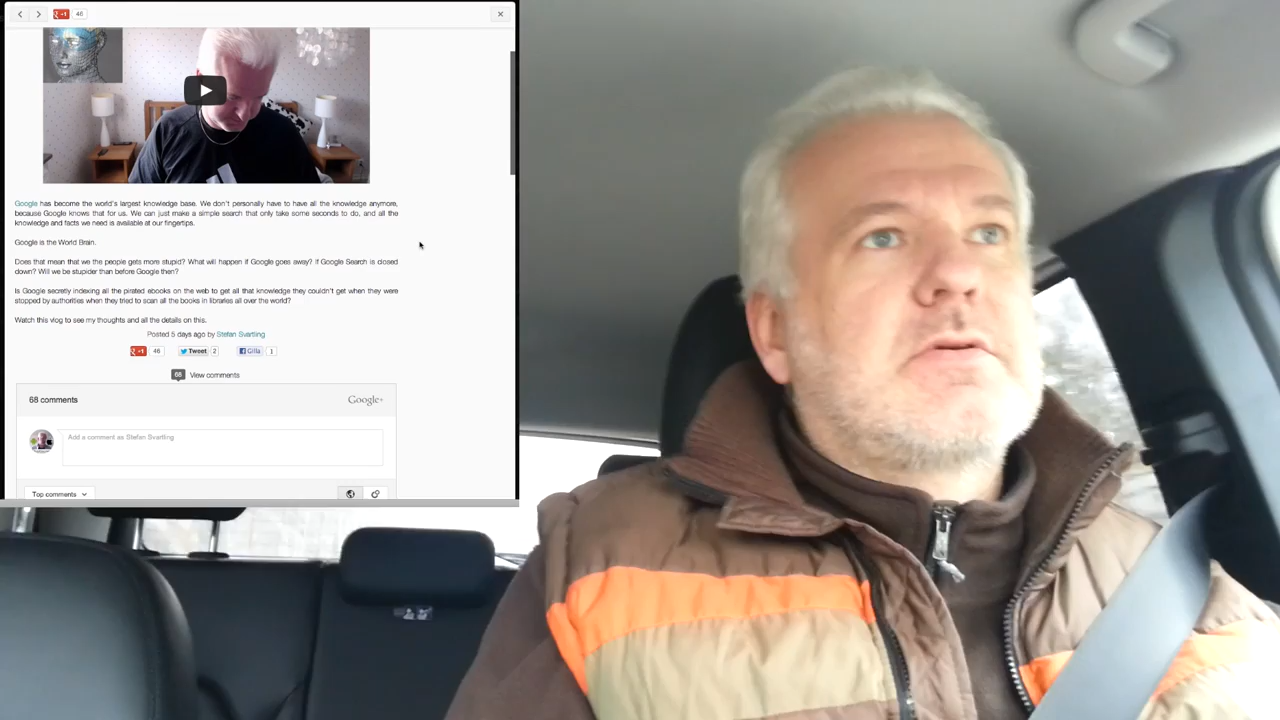 +1 46
Google has become the world's largest knowledge base. We don't personally have to have all the knowledge anymore,
because Google knows that for us. We can just make a simple search that only take some seconds to do, and all the
knowledge and facts we need is available at our fingertips.
Google is the World Brain.
Does that mean that we the people gets more stupid? What will happen if Google goes away? If Google Search is closed
down? Will we be stupider than before Google then?
Is Google secretly indexing all the pirated ebooks on the web to get all that knowledge they couldn't get when they were
stopped by authorities when they tried to scan all the books in libraries all over the world?
Watch this vlog to see my thoughts and all the details on this.
Posted 5 days ago by Stefan Svartling
+1 46 Tweet 2 Gilla 1
68 View comments
68 comments Google+
Add a comment as Stefan Svartling
Top comments